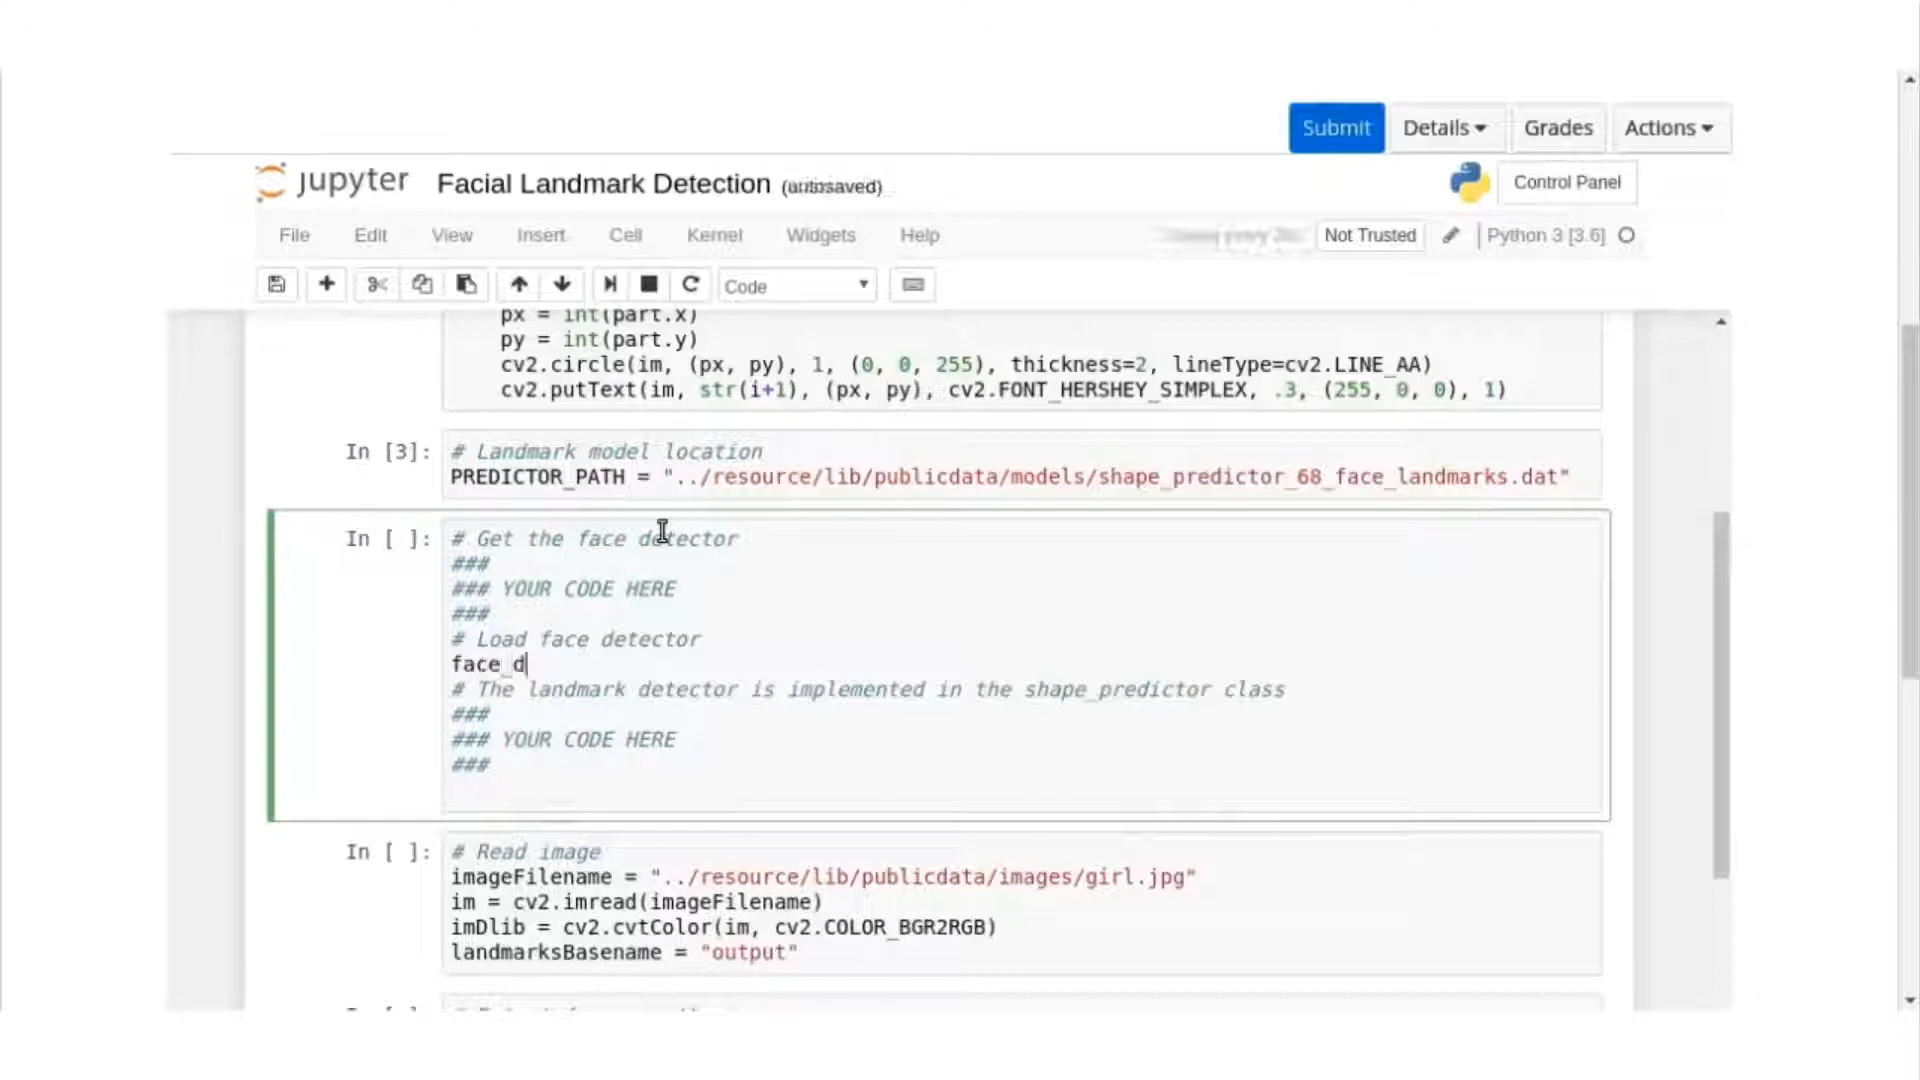 Submit Details Grades Actions
jupyter Facial Landmark Detection (autosaved) Control Panel
File Edit View Insert Cell Kernel Widgets Help Not Trusted Python 3 [3.6]
Code
px = int(part.x)
py = int(part.y)
cv2.circle(im, (px, py), 1, (0, 0, 255), thickness=2, lineType=cv2.LINE_AA)
cv2.putText(im, str(i+1), (px, py), cv2.FONT_HERSHEY_SIMPLEX, .3, (255, 0, 0), 1)
In [3]: # Landmark model location
PREDICTOR_PATH = "../resource/lib/publicdata/models/shape_predictor_68_face_landmarks.dat"
In [ ]: # Get the face detector
###
### YOUR CODE HERE
###
# Load face detector
face_d
# The landmark detector is implemented in the shape_predictor class
###
### YOUR CODE HERE
###
In [ ]: # Read image
imageFilename = "../resource/lib/publicdata/images/girl.jpg"
im = cv2.imread(imageFilename)
imDlib = cv2.cvtColor(im, cv2.COLOR_BGR2RGB)
landmarksBasename = "output"